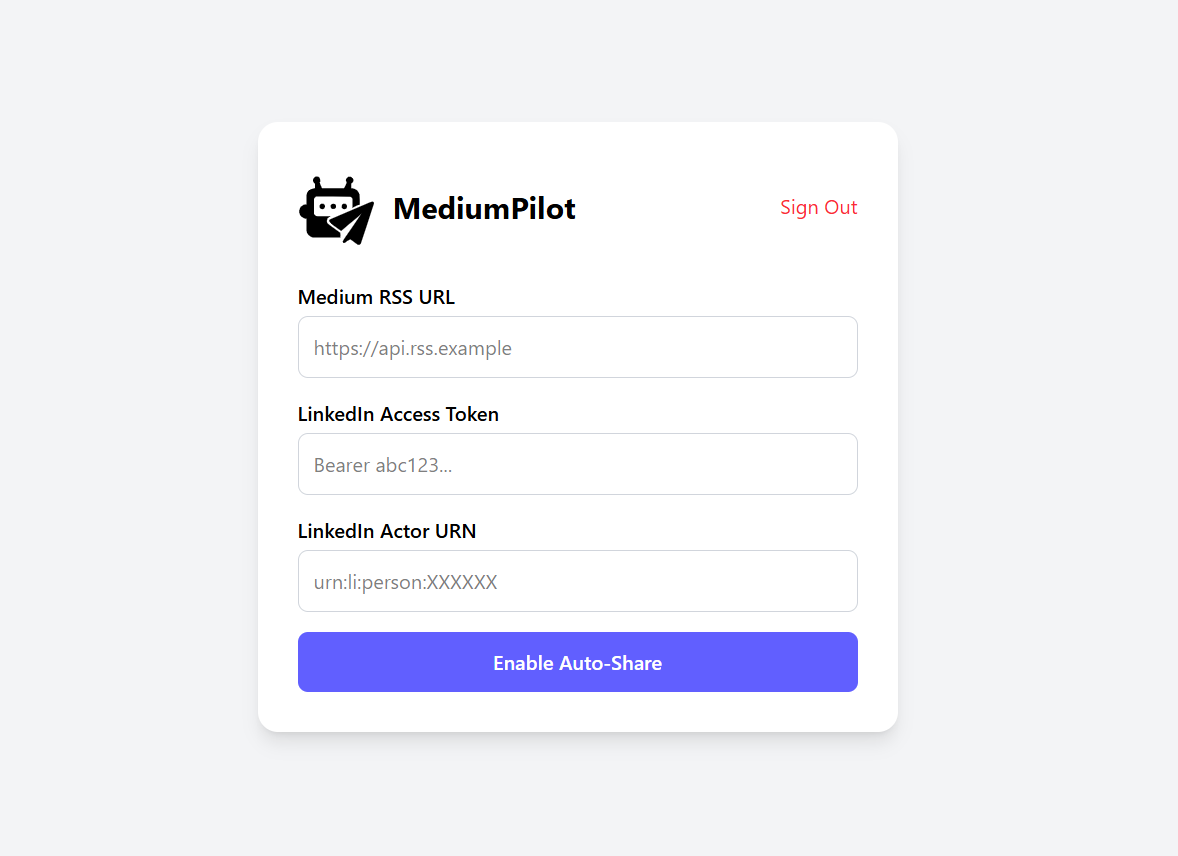 MediumPilot
Sign Out
Medium RSS URL
https://api.rss.example
LinkedIn Access Token
Bearer abc123...
LinkedIn Actor URN
urn:li:person:XXXXXX
Enable Auto-Share